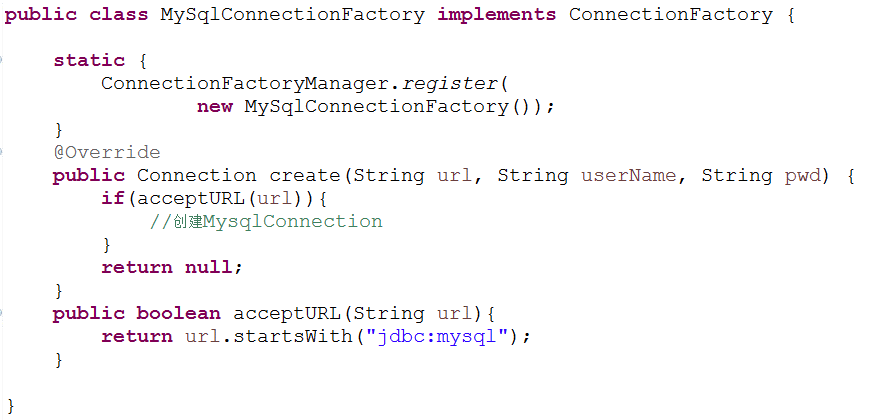 public class MySqlConnectionFactory implements ConnectionFactory {
static {
ConnectionFactoryManager.register(
new MySqlConnectionFactory());
}
@Override
public Connection create(String url, String userName, String pwd) {
if(acceptURL(url)){
//创建MysqlConnection
}
return null;
}
public boolean acceptURL(String url){
return url.startsWith("jdbc:mysql");
}
}